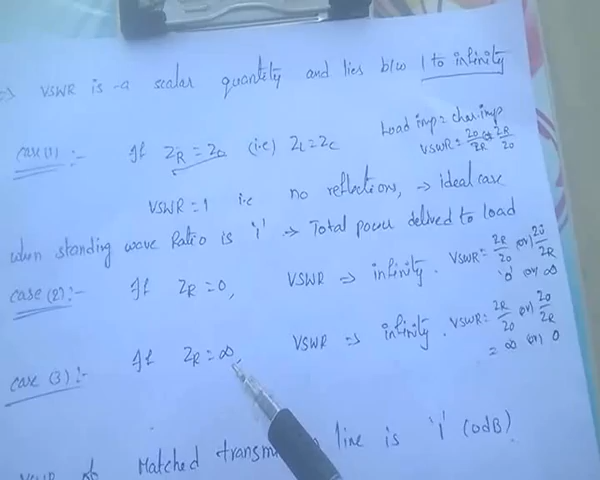 => VSWR is a scalar quantity and lies b/w 1 to infinity
Case (1) :- If ZR = Z0 (i.e) ZL = ZC Load imp = char.imp
VSWR = Z0/ZR or ZR/Z0
VSWR = 1 i.e no reflections, → ideal case
when standing wave Ratio is '1' → Total power delived to load
Case (2) :- If ZR = 0, VSWR => infinity. VSWR = ZR/Z0 or Z0/ZR
'0' or ∞
Case (3) :- If ZR = ∞, VSWR => infinity. VSWR = ZR/Z0 or Z0/ZR
= ∞ or 0
VSWR of Matched line is '1' (0dB)